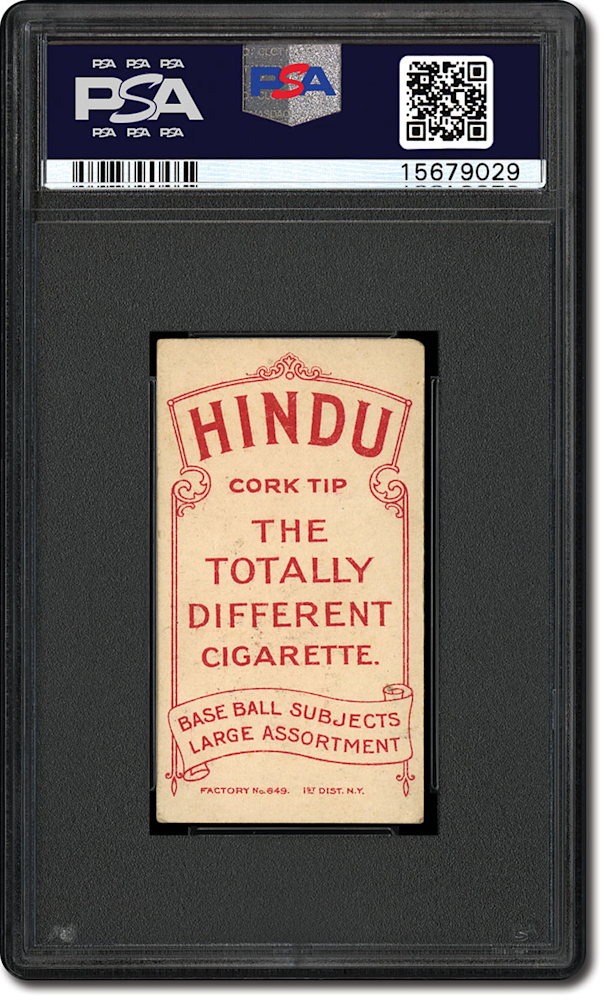 PSA PSA PSA
PSA
PSA PSA PSA
PSA
15679029
HINDU
CORK TIP
THE
TOTALLY
DIFFERENT
CIGARETTE.
BASE BALL SUBJECTS
LARGE ASSORTMENT
FACTORY No. 649. 1ST DIST. N.Y.